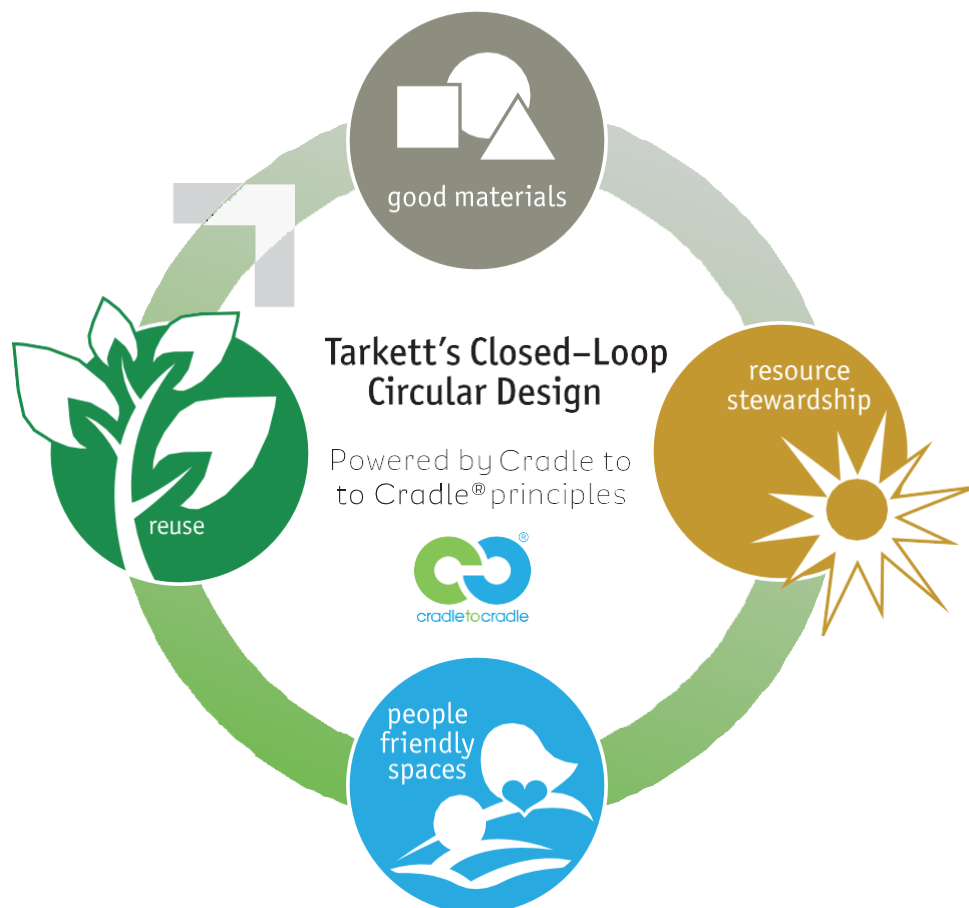 good materials
Tarkett's Closed–Loop
Circular Design
resource
stewardship
Powered by Cradle to
to Cradle® principles
reuse
®
cradletocradle
people
friendly
spaces